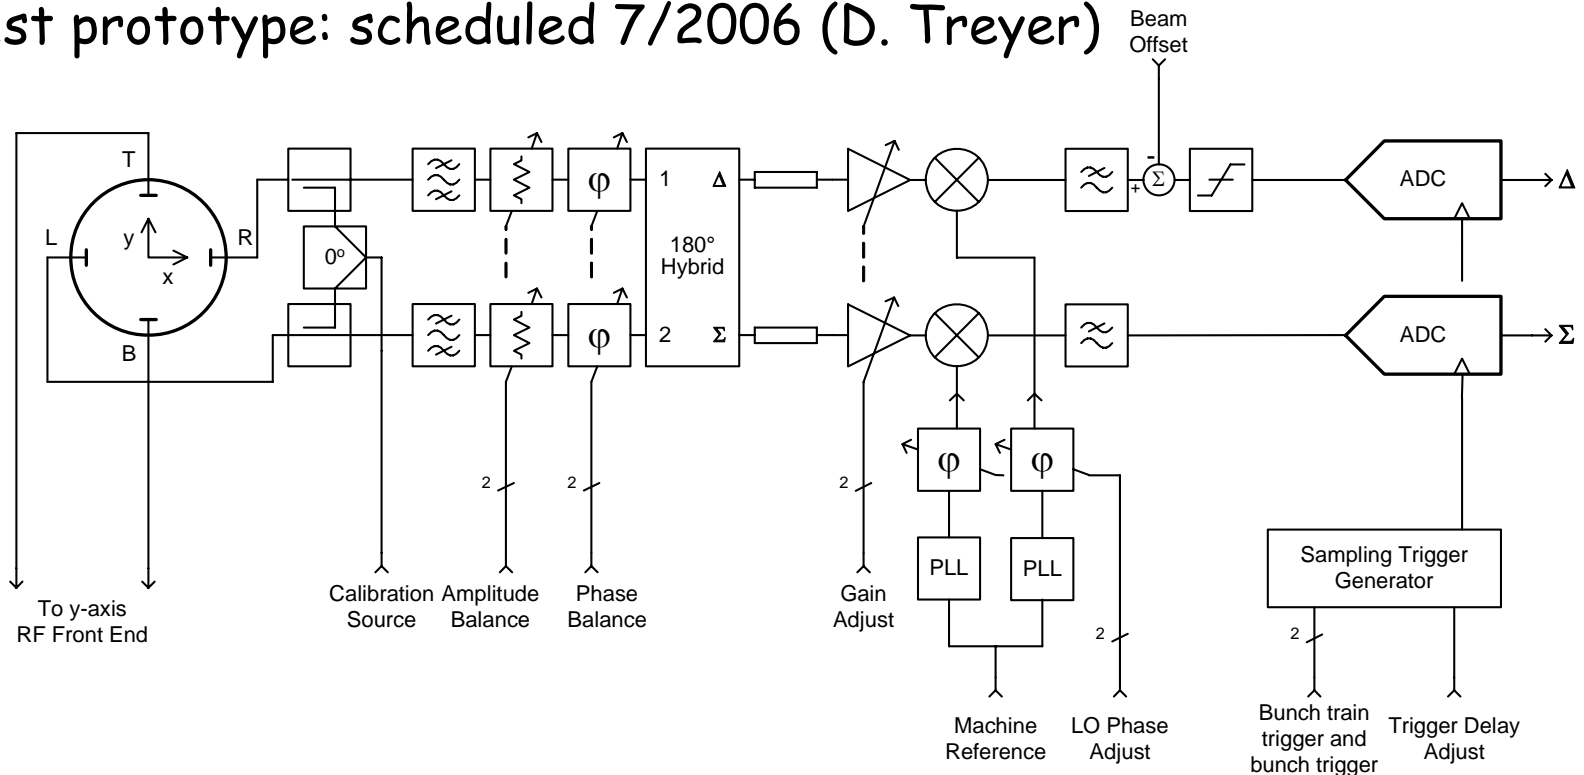 st prototype: scheduled 7/2006 (D. Treyer)
Beam
Offset
T
L
R
y
x
B
0º
φ
φ
1
Δ
180°
Hybrid
2
Σ
-
+
Σ
ADC
Δ
ADC
Σ
2
2
2
φ
φ
PLL
PLL
2
Sampling Trigger
Generator
2
To y-axis
RF Front End
Calibration
Source
Amplitude
Balance
Phase
Balance
Gain
Adjust
Machine
Reference
LO Phase
Adjust
Bunch train
trigger and
bunch trigger
Trigger Delay
Adjust